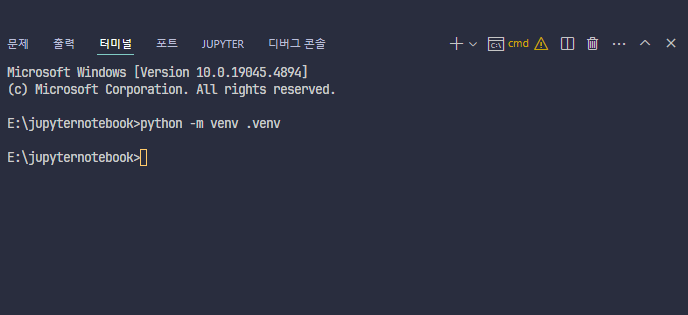 문제 출력 터미널 포트 JUPYTER 디버그 콘솔 cmd
Microsoft Windows [Version 10.0.19045.4894]
(c) Microsoft Corporation. All rights reserved.
E:\jupyternotebook>python -m venv .venv
E:\jupyternotebook>